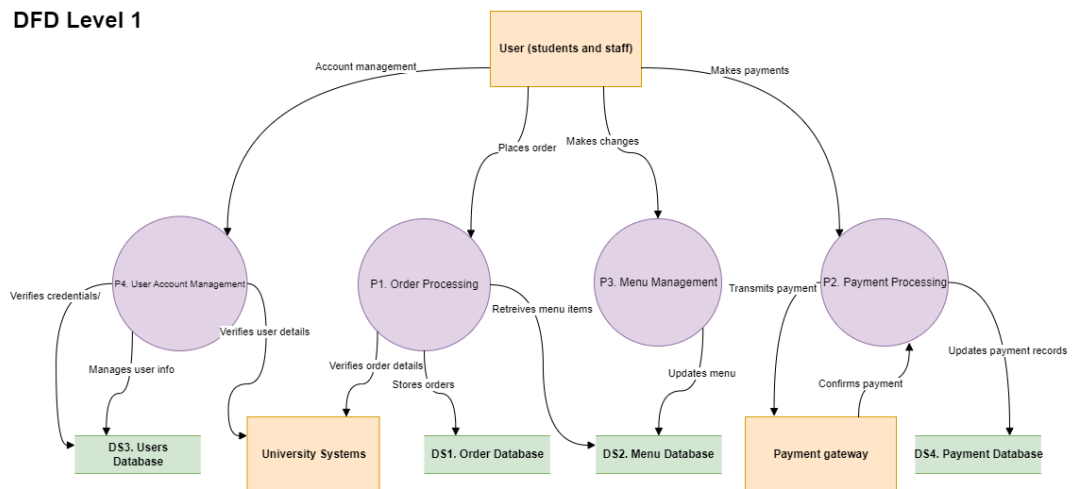 DFD Level 1
User (students and staff)
Account management
Makes payments
Places order
Makes changes
P4. User Account Management
P1. Order Processing
P3. Menu Management
P2. Payment Processing
Verifies credentials/
Verifies user details
Retreives menu items
Transmits payment
Manages user info
Verifies order details
Stores orders
Updates menu
Confirms payment
Updates payment records
DS3. Users
Database
University Systems
DS1. Order Database
DS2. Menu Database
Payment gateway
DS4. Payment Database